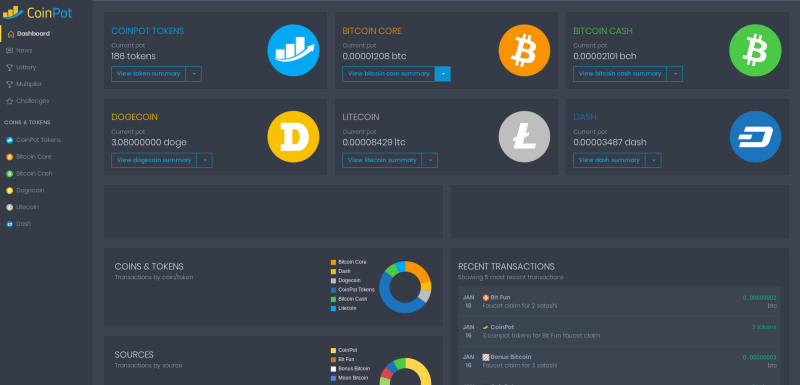 CoinPot
Dashboard
News
Lottery
Multiplier
Challenges
COINS & TOKENS
CoinPot Tokens
Bitcoin Core
Bitcoin Cash
Dogecoin
Litecoin
Dash
COINPOT TOKENS
Current pot
186 tokens
View token summary
BITCOIN CORE
Current pot
0.00001208 btc
View bitcoin core summary
BITCOIN CASH
Current pot
0.00002101 bch
View bitcoin cash summary
DOGECOIN
Current pot
3.08000000 doge
View dogecoin summary
LITECOIN
Current pot
0.00008429 ltc
View litecoin summary
DASH
Current pot
0.00003487 dash
View dash summary
COINS & TOKENS
Transactions by coin/token
Bitcoin Core
Dash
Dogecoin
CoinPot Tokens
Bitcoin Cash
Litecoin
SOURCES
Transactions by source
CoinPot
Bit Fun
Bonus Bitcoin
Moon Bitcoin
RECENT TRANSACTIONS
Showing 5 most recent transactions
JAN
16
Bit Fun
Faucet claim for 2 satoshi
0.00000002
btc
JAN
16
CoinPot
3 coinpot tokens for Bit Fun faucet claim
3 tokens
JAN
16
Bonus Bitcoin
Faucet claim for 3 satoshi
0.00000003
btc